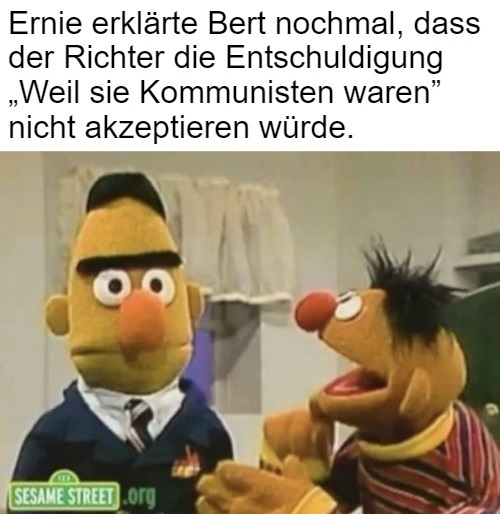 Ernie erklärte Bert nochmal, dass
der Richter die Entschuldigung
„Weil sie Kommunisten waren”
nicht akzeptieren würde.
123
SESAME STREET .org